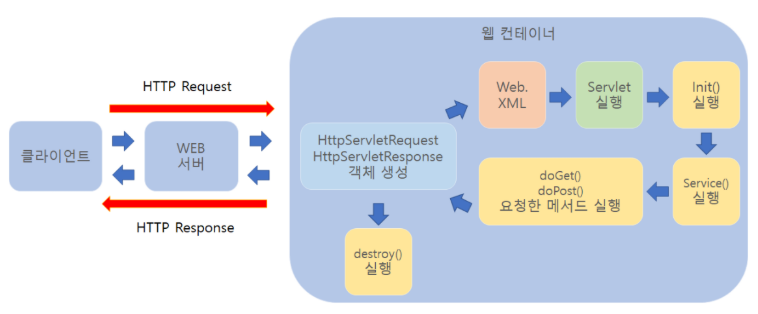 웹 컨테이너
HTTP Request
클라이언트
WEB
서버
HTTP Response
HttpServletRequest
HttpServletResponse
객체 생성
Web.
XML
Servlet
실행
Init()
실행
Service()
실행
doGet()
doPost()
요청한 메서드 실행
destroy()
실행